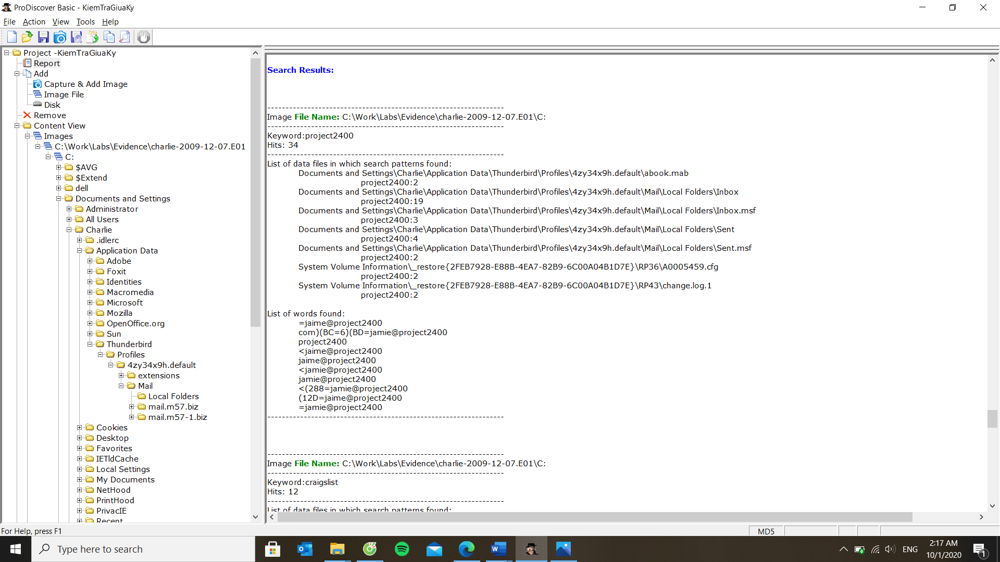 ProDiscover Basic - KiemTraGiuaKy
File Action View Tools Help
Project -KiemTraGiuaKy
Report
Add
Capture & Add Image
Image File
Disk
Remove
Content View
Images
C:\Work\Labs\Evidence\charlie-2009-12-07.E01
C:
$AVG
$Extend
dell
Documents and Settings
Administrator
All Users
Charlie
.idlerc
Application Data
Adobe
Foxit
Identities
Macromedia
Microsoft
Mozilla
OpenOffice.org
Sun
Thunderbird
Profiles
4zy34x9h.default
extensions
Mail
Local Folders
mail.m57.biz
mail.m57-1.biz
Cookies
Desktop
Favorites
IETldCache
Local Settings
My Documents
NetHood
PrintHood
PrivacIE
Recent
Search Results:
-----------------------------------------------------------------
Image File Name: C:\Work\Labs\Evidence\charlie-2009-12-07.E01\C:
-----------------------------------------------------------------
Keyword:project2400
Hits: 34
-----------------------------------------------------------------
List of data files in which search patterns found:
Documents and Settings\Charlie\Application Data\Thunderbird\Profiles\4zy34x9h.default\abook.mab
project2400:2
Documents and Settings\Charlie\Application Data\Thunderbird\Profiles\4zy34x9h.default\Mail\Local Folders\Inbox
project2400:19
Documents and Settings\Charlie\Application Data\Thunderbird\Profiles\4zy34x9h.default\Mail\Local Folders\Inbox.msf
project2400:3
Documents and Settings\Charlie\Application Data\Thunderbird\Profiles\4zy34x9h.default\Mail\Local Folders\Sent
project2400:4
Documents and Settings\Charlie\Application Data\Thunderbird\Profiles\4zy34x9h.default\Mail\Local Folders\Sent.msf
project2400:2
System Volume Information\_restore{2FEB7928-E88B-4EA7-82B9-6C00A04B1D7E}\RP36\A0005459.cfg
project2400:2
System Volume Information\_restore{2FEB7928-E88B-4EA7-82B9-6C00A04B1D7E}\RP43\change.log.1
project2400:2
List of words found:
=jaime@project2400
com)(BC=6)(BD=jamie@project2400
project2400
<jaime@project2400
jaime@project2400
<jamie@project2400
jamie@project2400
<(288=jamie@project2400
(12D=jaime@project2400
=jamie@project2400
-----------------------------------------------------------------
-----------------------------------------------------------------
Image File Name: C:\Work\Labs\Evidence\charlie-2009-12-07.E01\C:
-----------------------------------------------------------------
Keyword:craigslist
Hits: 12
-----------------------------------------------------------------
List of data files in which search patterns found:
For Help, press F1
MD5
Type here to search
ENG
2:17 AM
10/1/2020
1